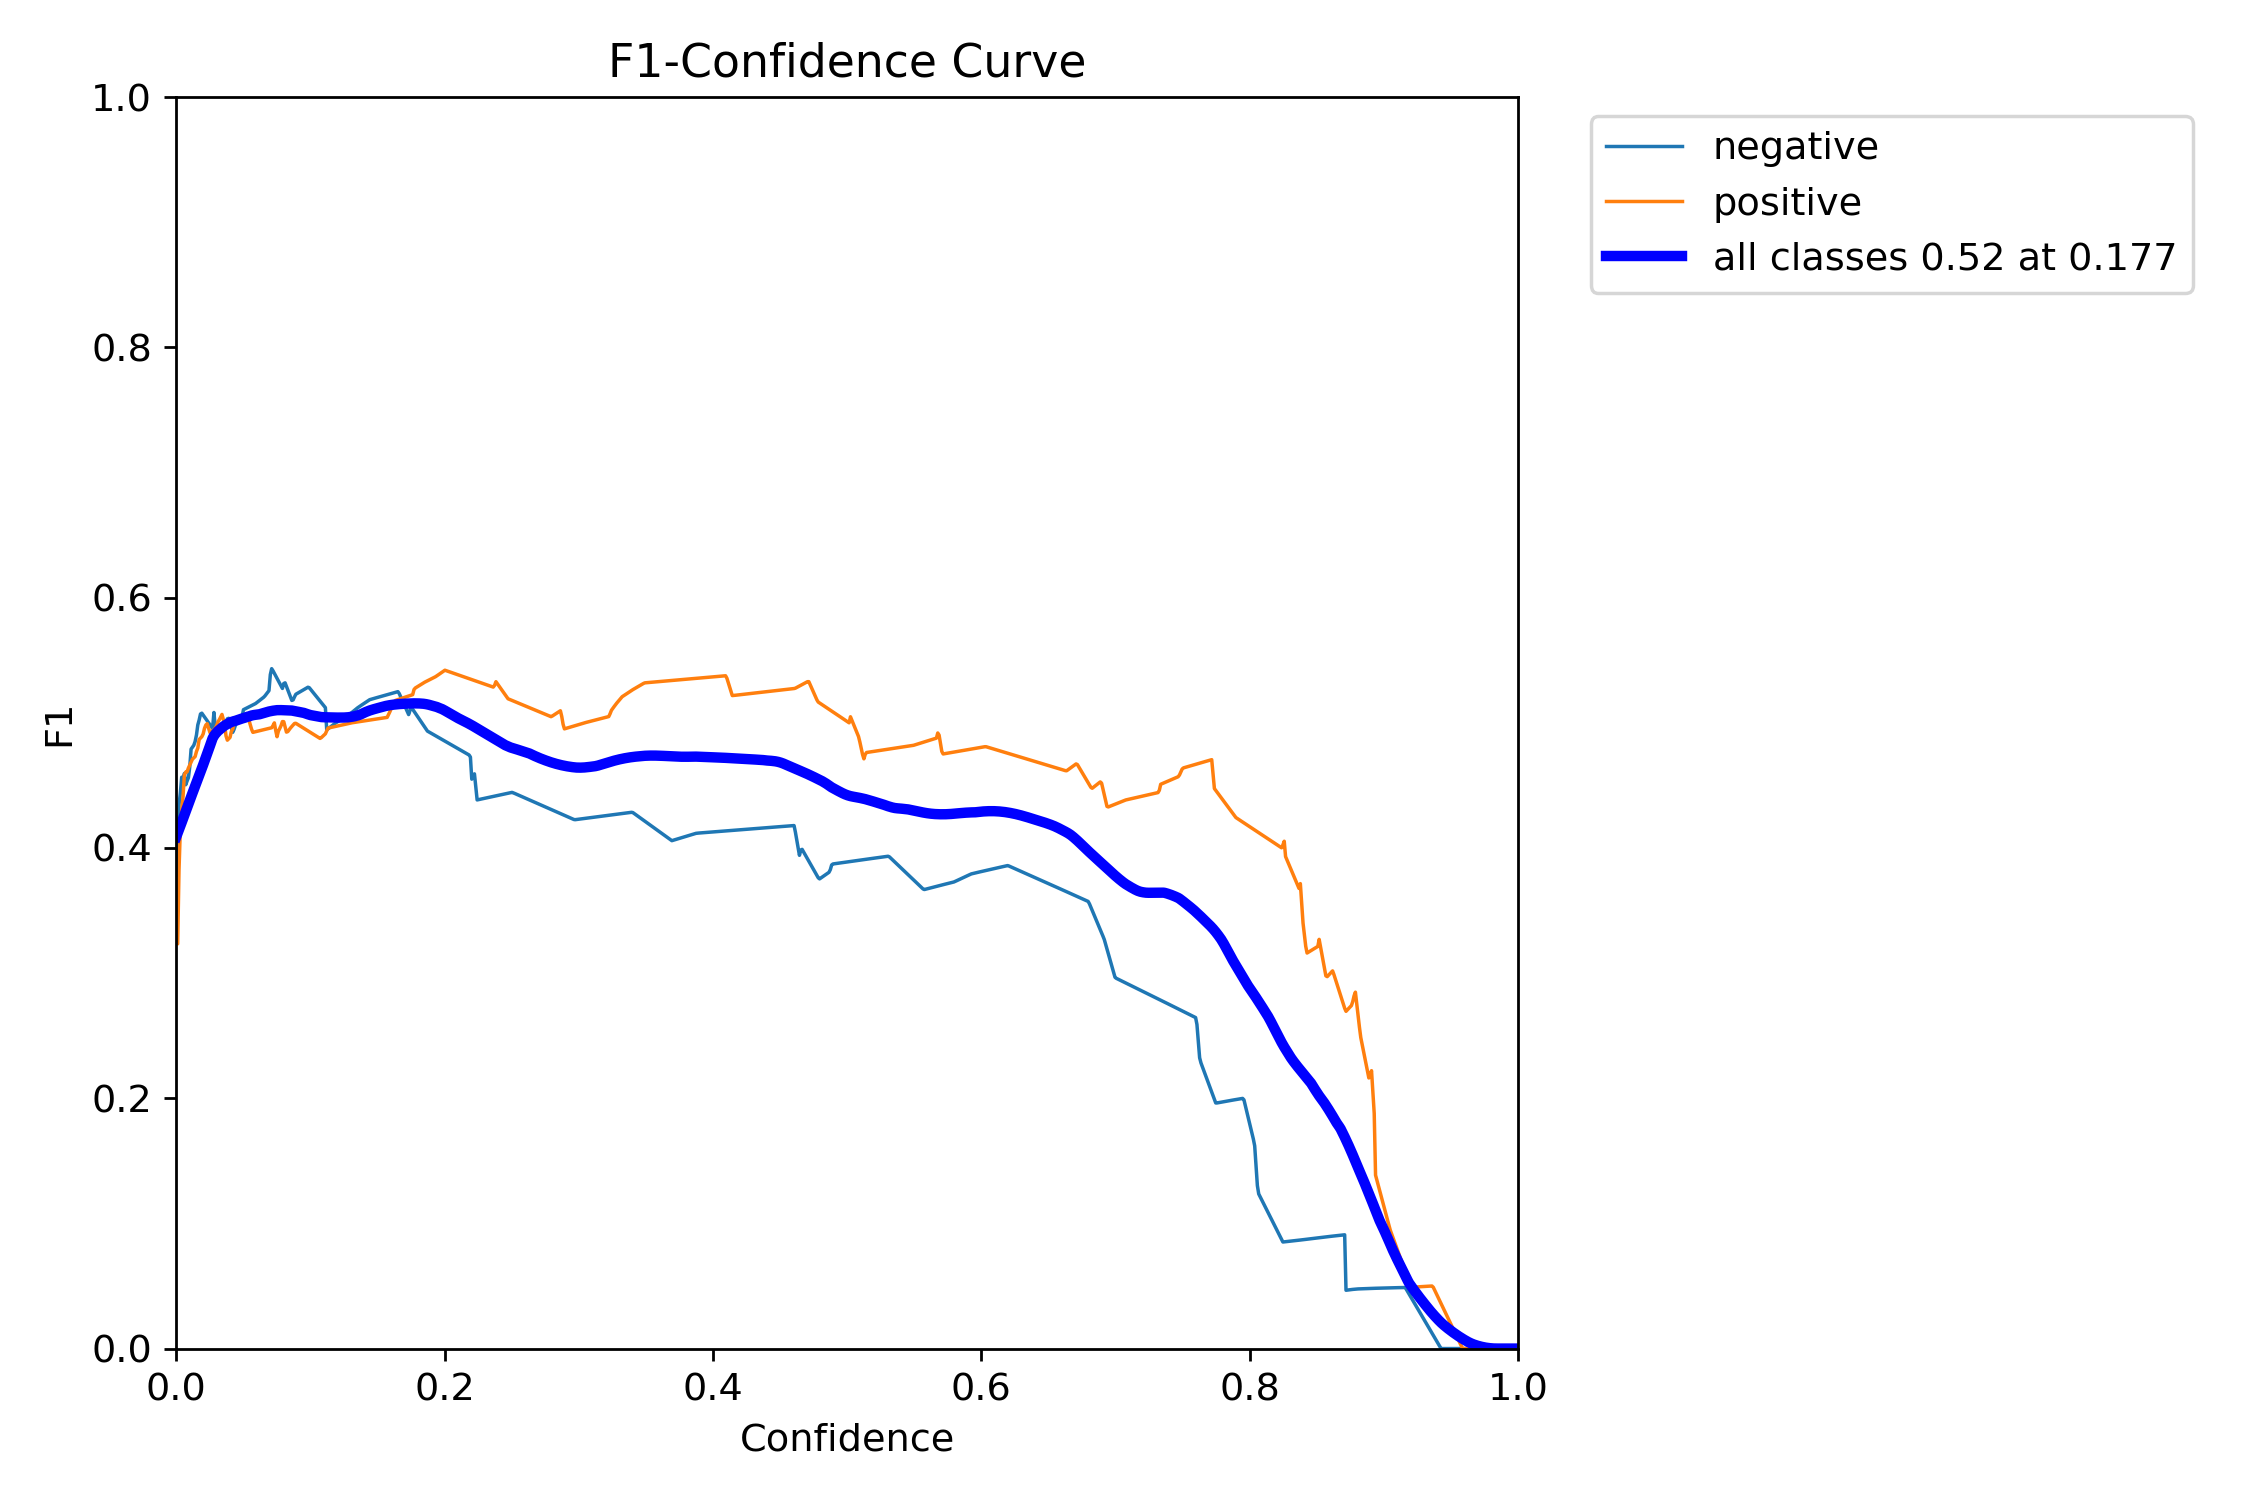 F1-Confidence Curve
1.0
0.8
0.6
0.4
0.2
0.0
F1
0.0 0.2 0.4 0.6 0.8 1.0
Confidence
negative
positive
all classes 0.52 at 0.177